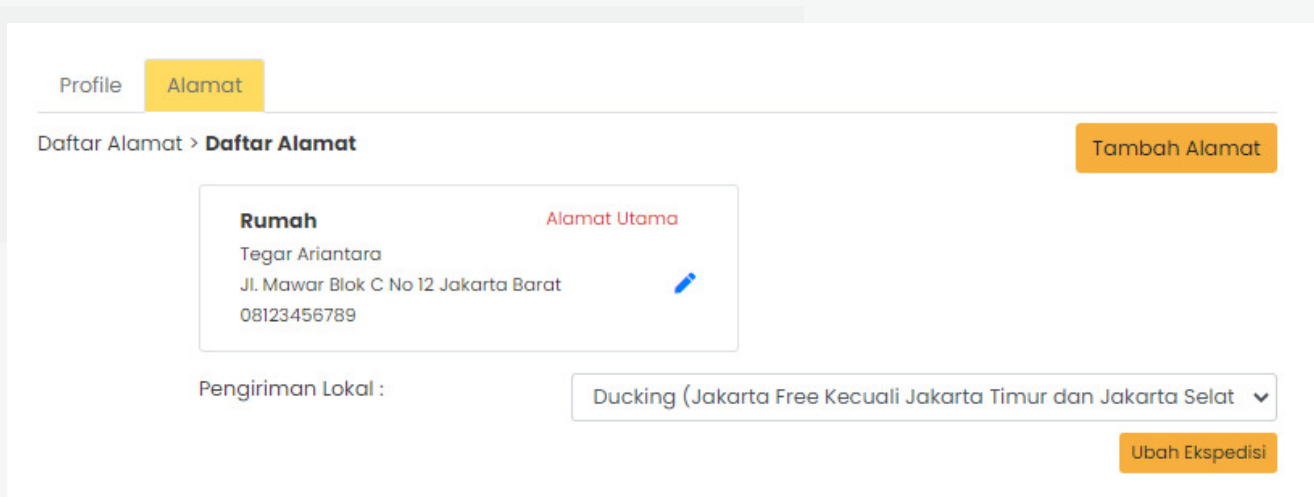 Profile Alamat
Daftar Alamat > Daftar Alamat
Tambah Alamat
Rumah Alamat Utama
Tegar Ariantara
Jl. Mawar Blok C No 12 Jakarta Barat
08123456789
Pengiriman Lokal :
Ducking (Jakarta Free Kecuali Jakarta Timur dan Jakarta Selat
Ubah Ekspedisi